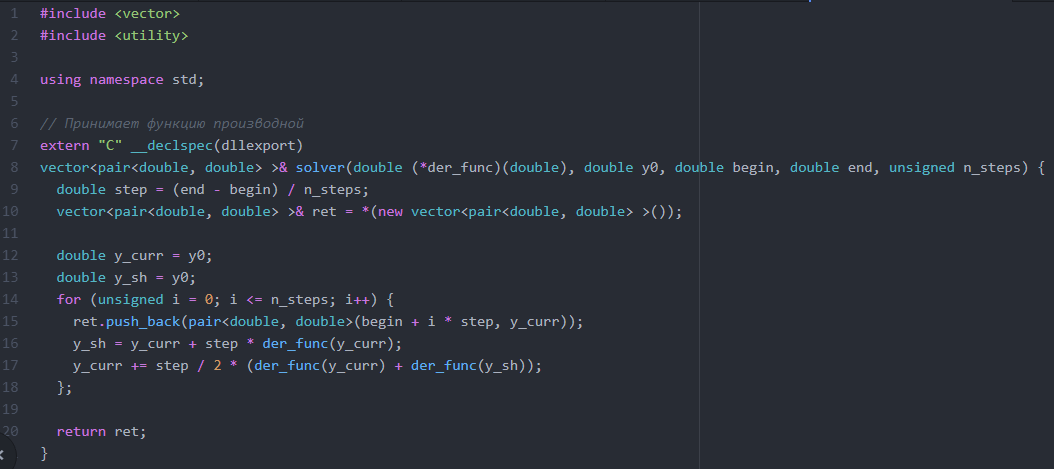 1 #include <vector>
2 #include <utility>
3
4 using namespace std;
5
6 // Принимает функцию производной
7 extern "C" __declspec(dllexport)
8 vector<pair<double, double> >& solver(double (*der_func)(double), double y0, double begin, double end, unsigned n_steps) {
9   double step = (end - begin) / n_steps;
10   vector<pair<double, double> >& ret = *(new vector<pair<double, double> >());
11
12   double y_curr = y0;
13   double y_sh = y0;
14   for (unsigned i = 0; i <= n_steps; i++) {
15     ret.push_back(pair<double, double>(begin + i * step, y_curr));
16     y_sh = y_curr + step * der_func(y_curr);
17     y_curr += step / 2 * (der_func(y_curr) + der_func(y_sh));
18   };
19
20   return ret;
}